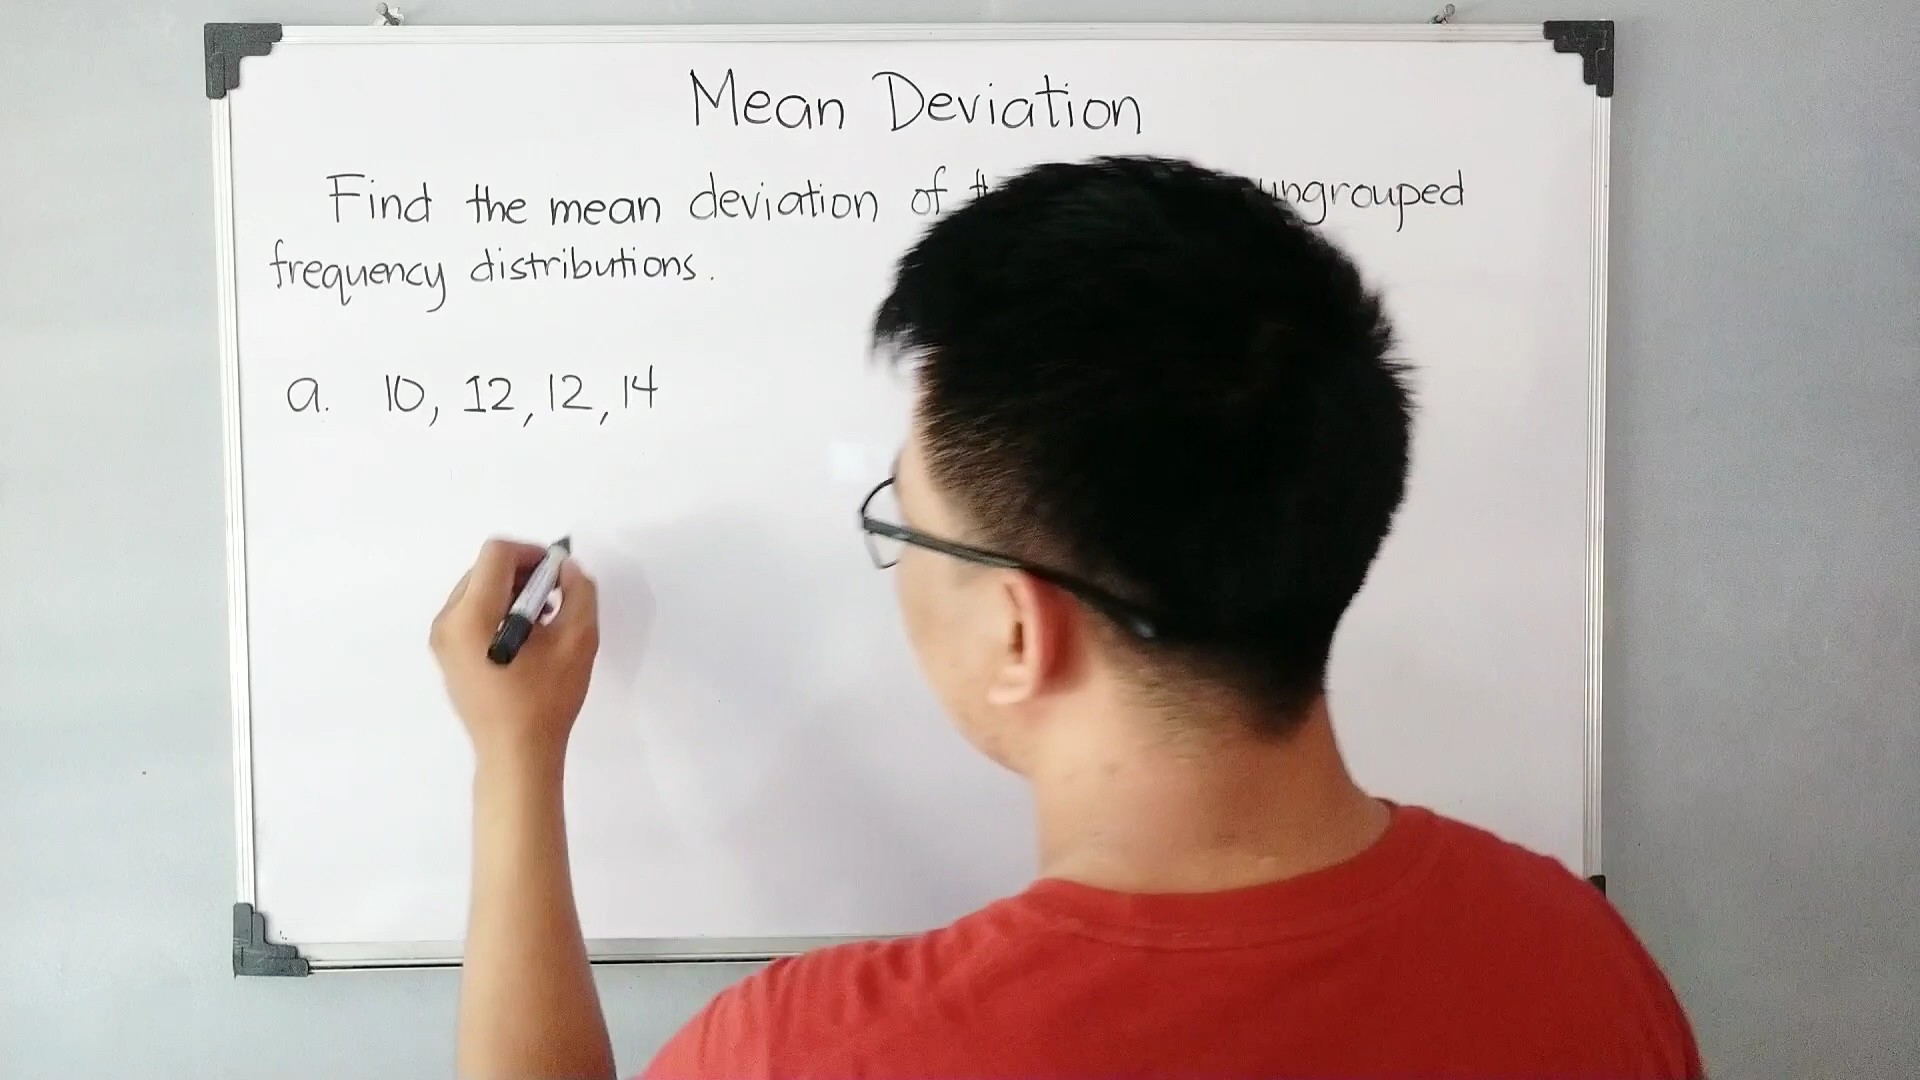 Mean Deviation
Find the mean deviation of ungrouped
frequency distributions.
a. 10, 12, 12, 14